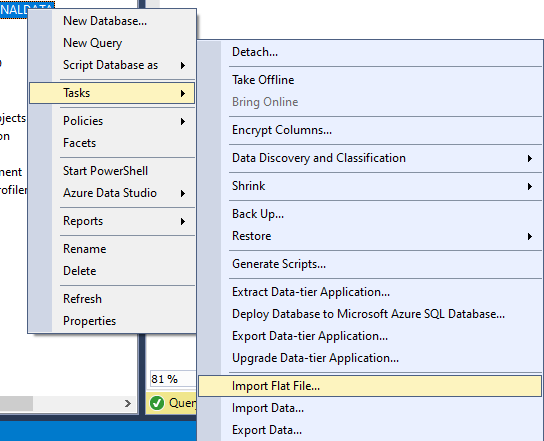 NALDATA
New Database...
New Query
Script Database as
Tasks
Policies
Facets
Start PowerShell
Azure Data Studio
Reports
Rename
Delete
Refresh
Properties
Detach...
Take Offline
Bring Online
Encrypt Columns...
Data Discovery and Classification
Shrink
Back Up...
Restore
Generate Scripts...
Extract Data-tier Application...
Deploy Database to Microsoft Azure SQL Database...
Export Data-tier Application...
Upgrade Data-tier Application...
Import Flat File...
Import Data...
Export Data...
bjects
on
ment
rofiler
81 %
Quer